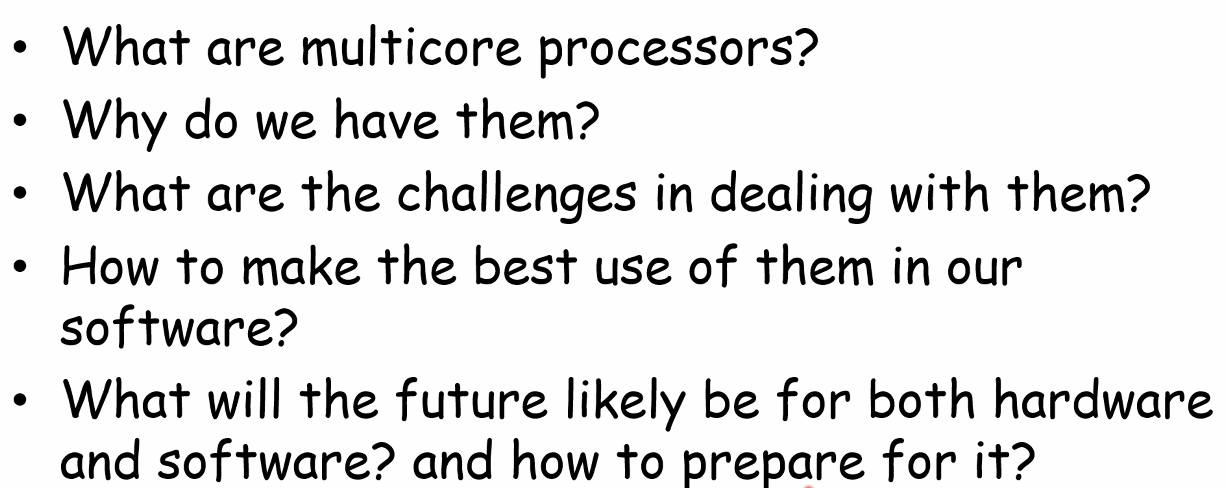 • What are multicore processors?
• Why do we have them?
• What are the challenges in dealing with them?
• How to make the best use of them in our
software?
• What will the future likely be for both hardware
and software? and how to prepare for it?